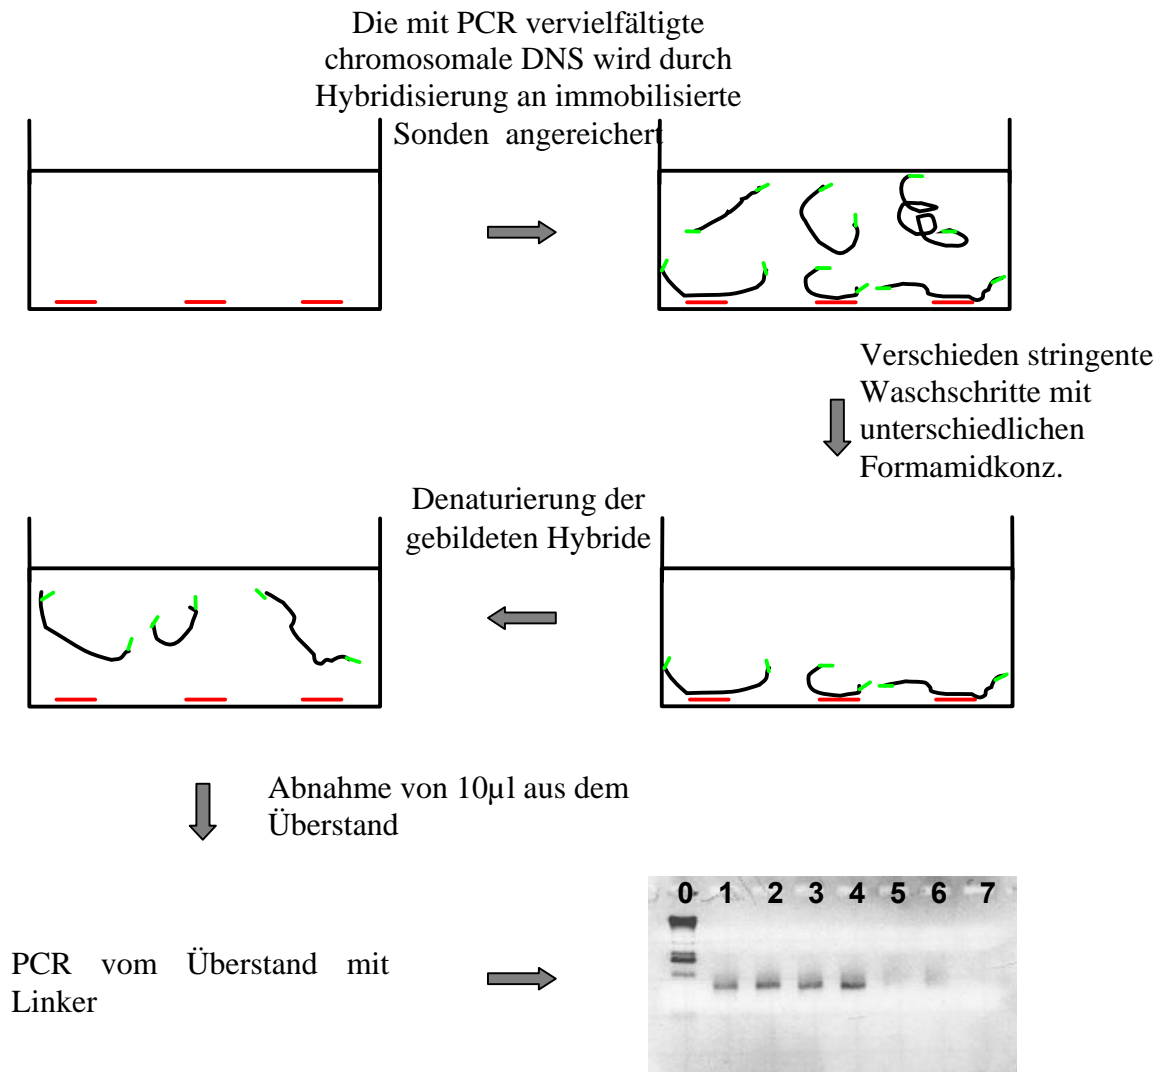 Die mit PCR vervielfältigte
chromosomale DNS wird durch
Hybridisierung an immobilisierte
Sonden angereichert
Verschieden stringente
Waschschritte mit
unterschiedlichen
Formamidkonz.
Denaturierung der
gebildeten Hybride
Abnahme von 10µl aus dem
Überstand
PCR vom Überstand mit
Linker
0 1 2 3 4 5 6 7